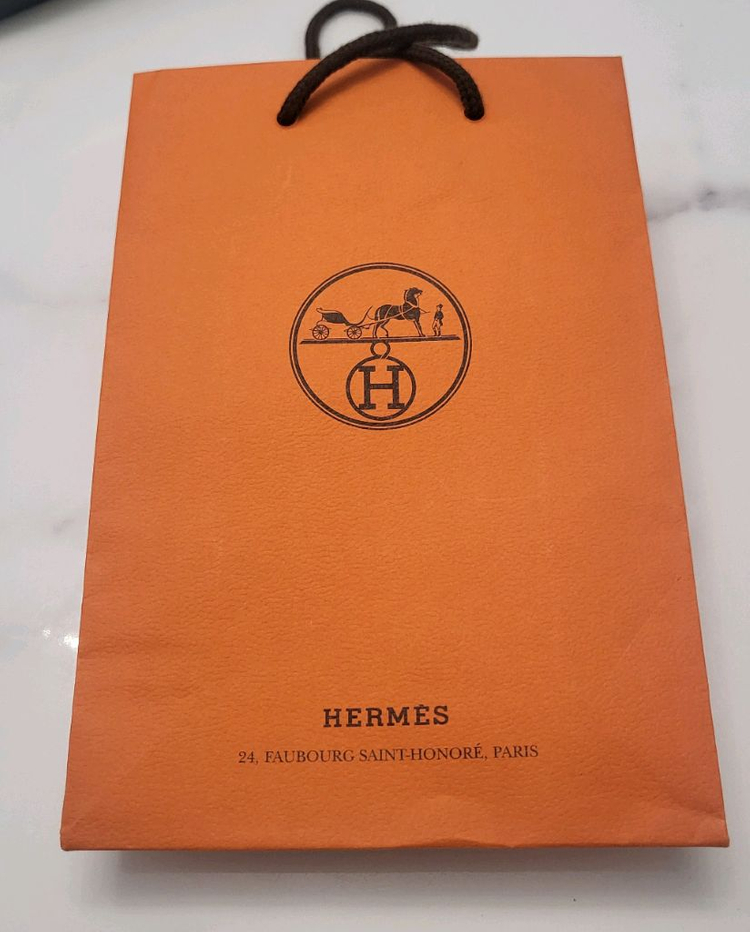 H
HERMÈS
24, FAUBOURG SAINT-HONORÉ, PARIS